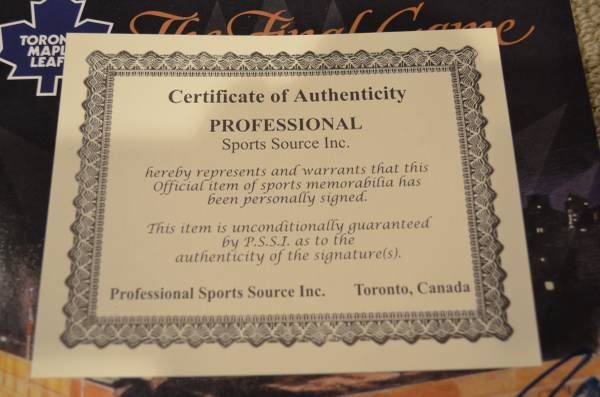 The Final Game
TORON
MAPL
LEAF
Certificate of Authenticity
PROFESSIONAL
Sports Source Inc.
hereby represents and warrants that this
Official item of sports memorabilia has
been personally signed.
This item is unconditionally guaranteed
by P.S.S.I. as to the
authenticity of the signature(s).
Professional Sports Source Inc. Toronto, Canada